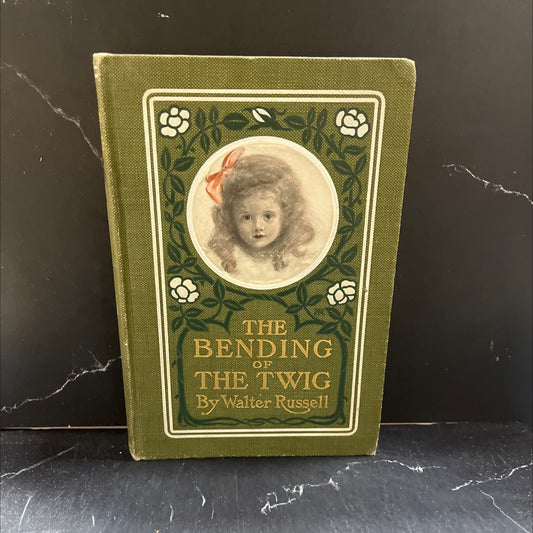 THE
BENDING
OF
THE TWIG
By Walter Russell